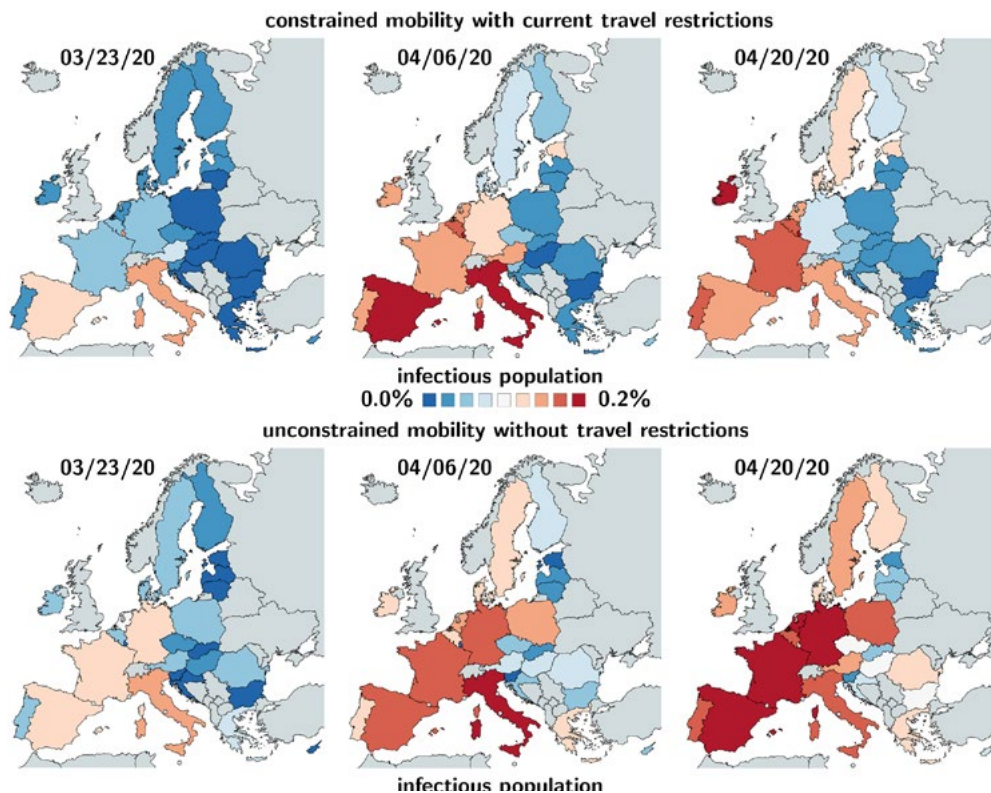 constrained mobility with current travel restrictions
03/23/20 04/06/20 04/20/20
infectious population
0.0% 0.2%
unconstrained mobility without travel restrictions
03/23/20 04/06/20 04/20/20
infectious population